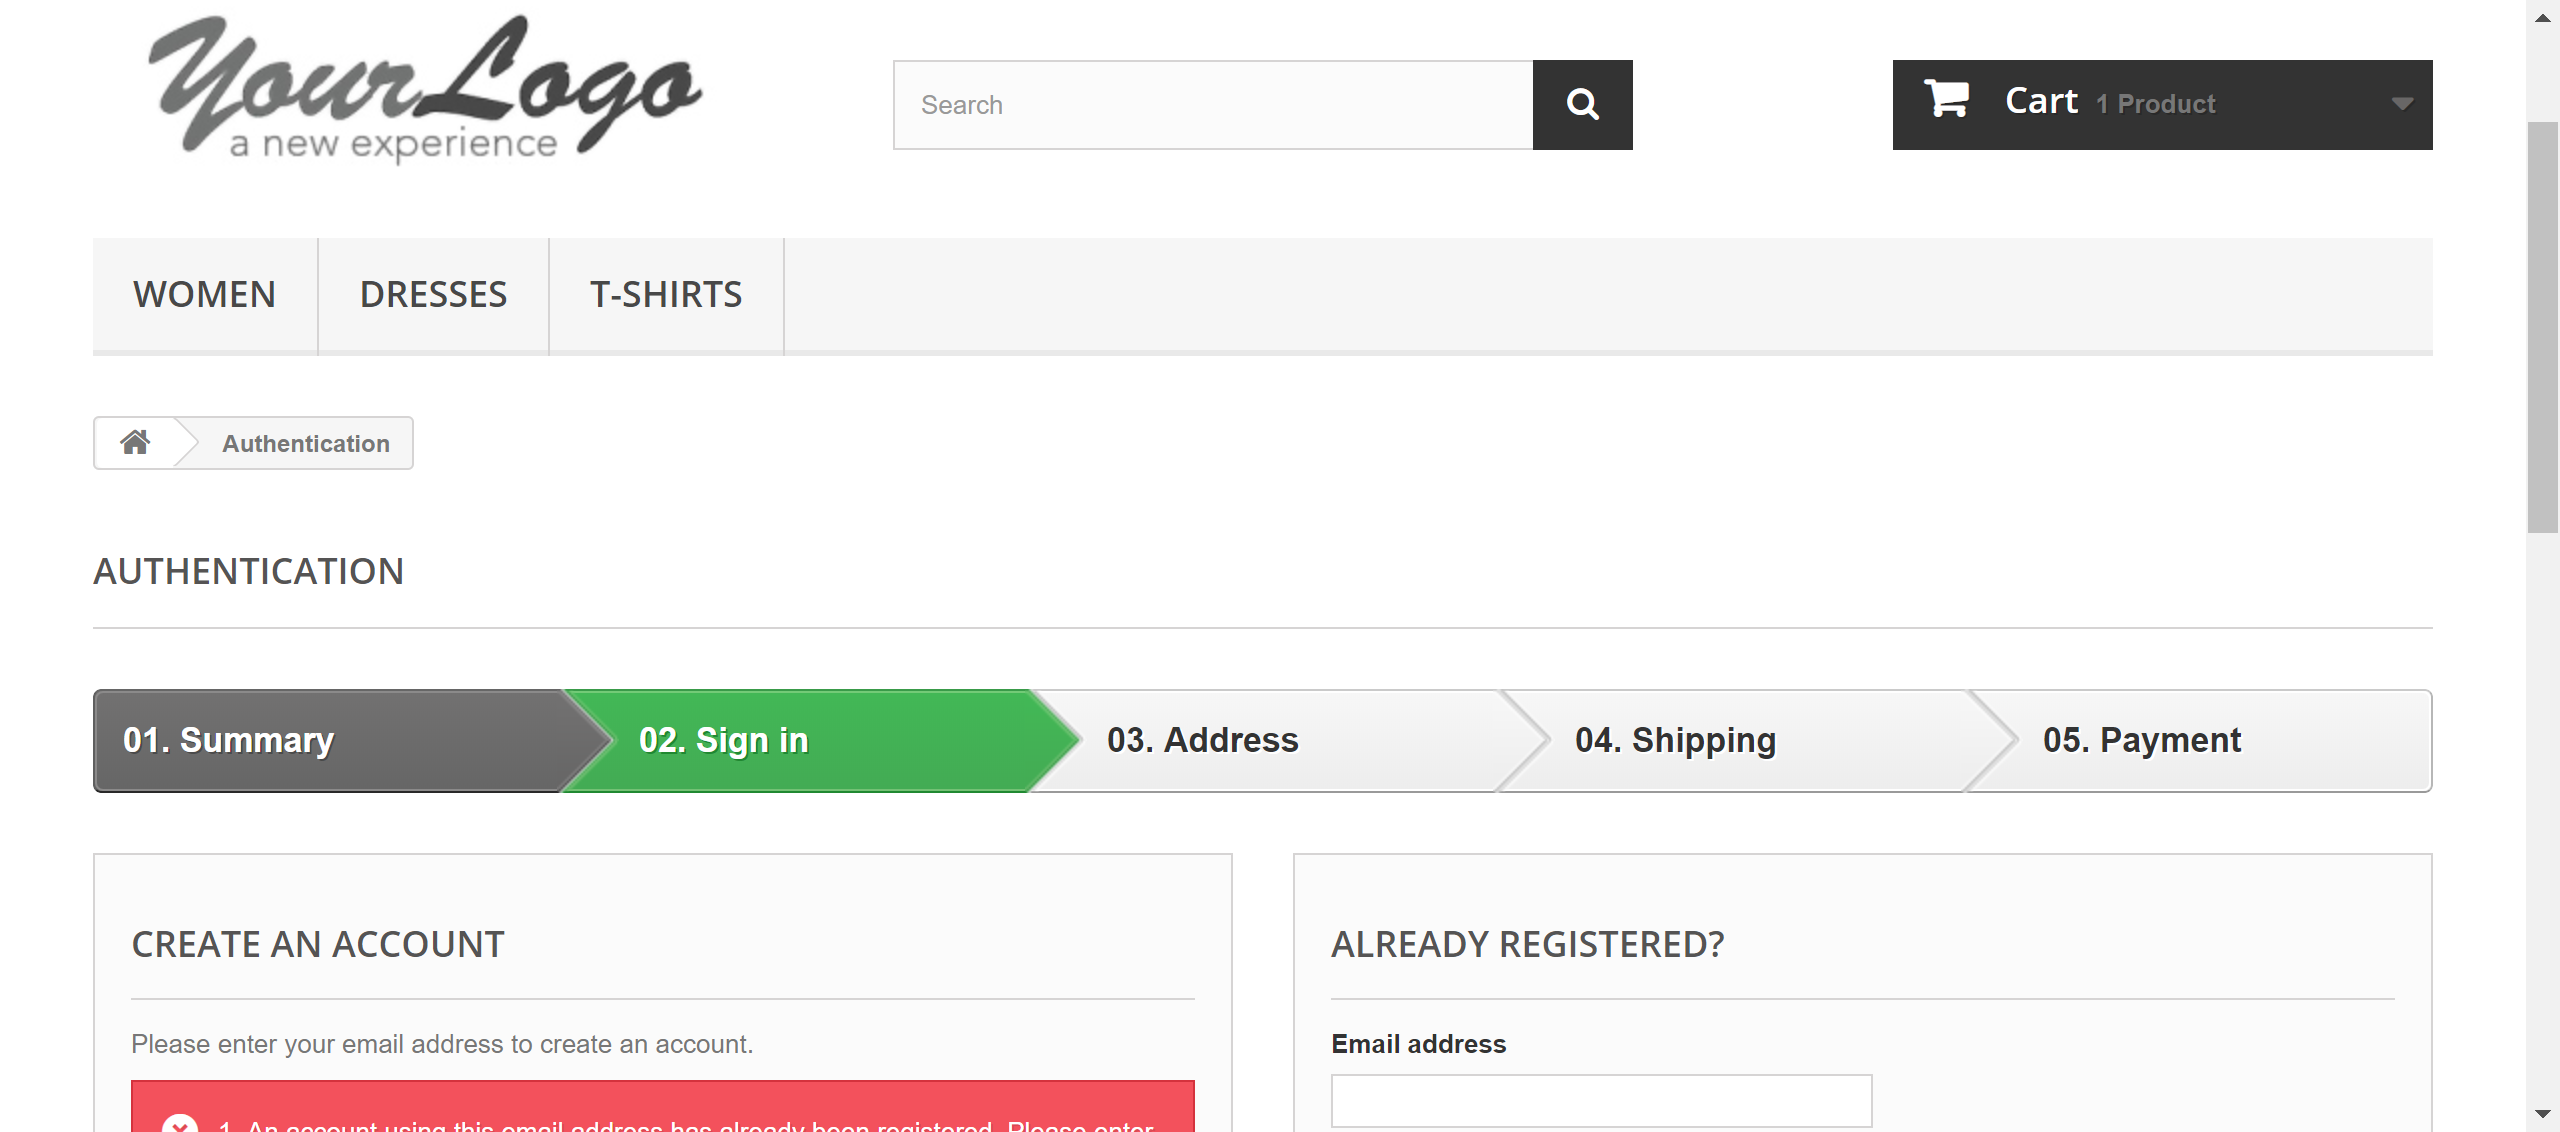 YourLogo
a new experience
Search
Cart 1 Product
WOMEN
DRESSES
T-SHIRTS
Authentication
AUTHENTICATION
01. Summary
02. Sign in
03. Address
04. Shipping
05. Payment
CREATE AN ACCOUNT
Please enter your email address to create an account.
1. An account using this email address has already been registered. Please enter
ALREADY REGISTERED?
Email address